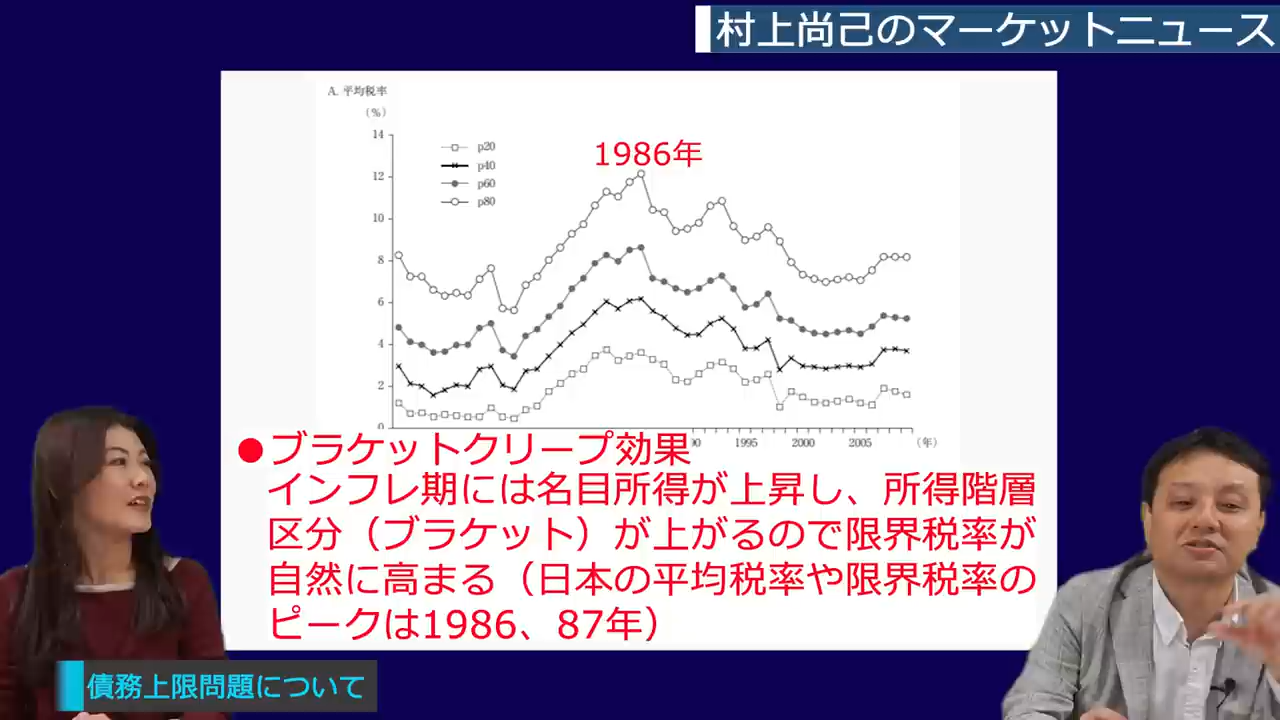 村上尚己のマーケットニュース
A. 平均税率
（%）
14
12
10
8
6
4
2
0
p20
p40
p60
p80
1986年
1995
2000
2005
（年）
●ブラケットクリープ効果
インフレ期には名目所得が上昇し、所得階層
区分（ブラケット）が上がるので限界税率が
自然に高まる（日本の平均税率や限界税率の
ピークは1986、87年）
債務上限問題について